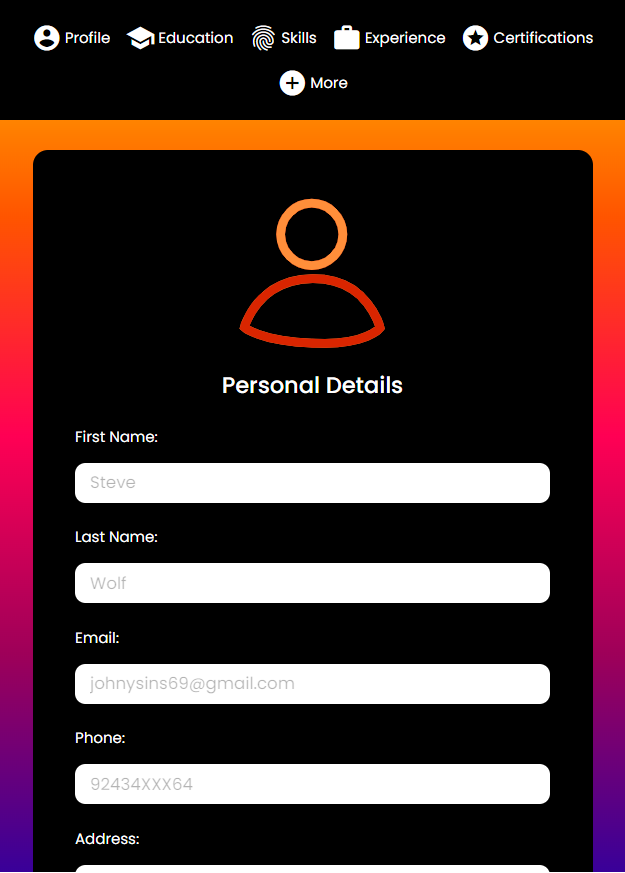 Profile Education Skills Experience Certifications
More
Personal Details
First Name:
Steve
Last Name:
Wolf
Email:
johnysins69@gmail.com
Phone:
92434XXX64
Address: